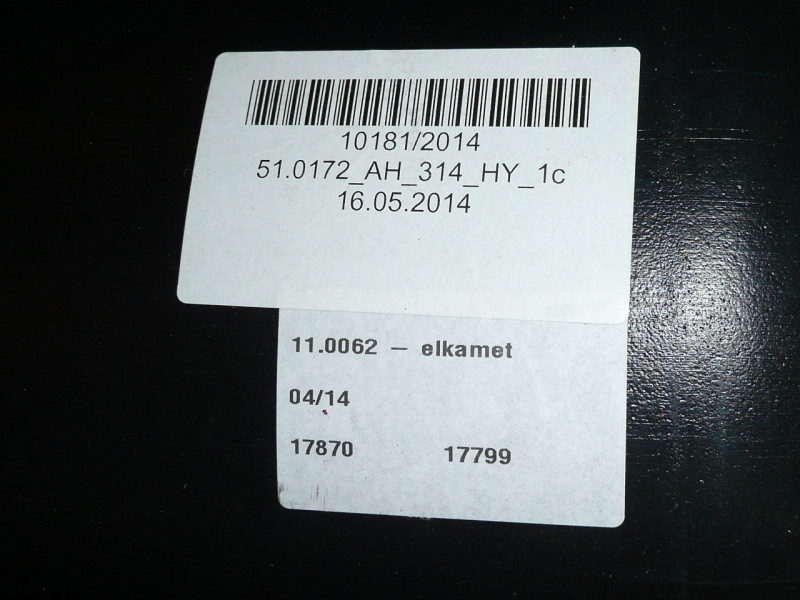 10181/2014
51.0172_AH_314_HY_1c
16.05.2014
11.0062 – elkamet
04/14
17870 17799